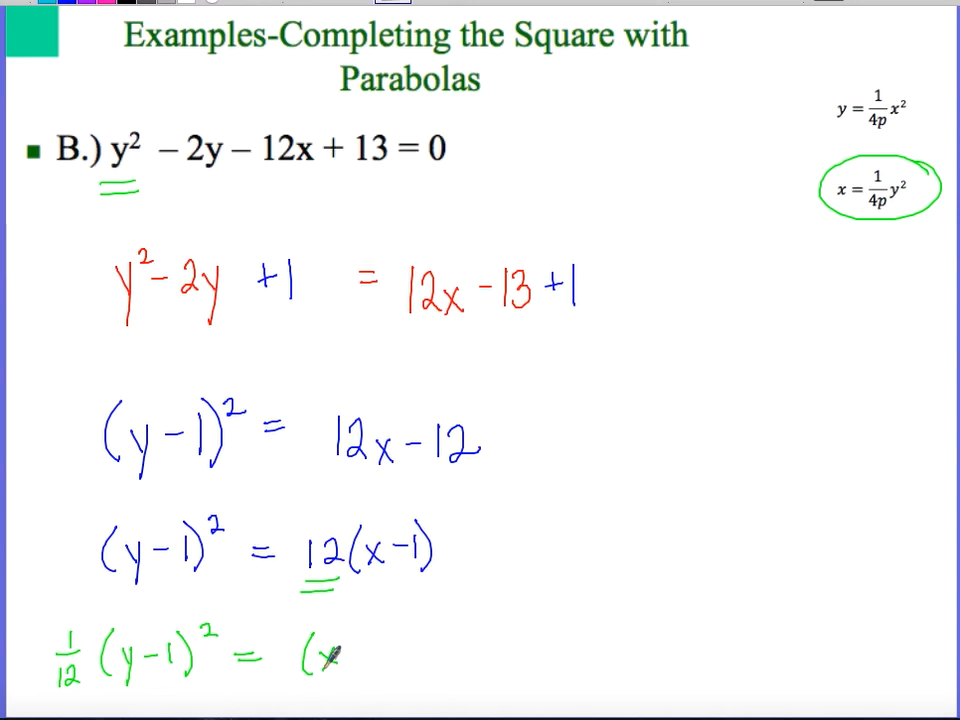 Examples-Completing the Square with
Parabolas
y = 1/4p x²
B.) y² – 2y – 12x + 13 = 0
x = 1/4p y²
y² - 2y + 1 = 12x - 13 + 1
(y - 1)² = 12x - 12
(y - 1)² = 12(x - 1)
1/12 (y - 1)² = (x